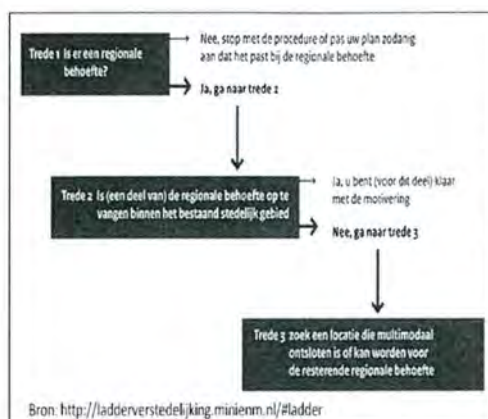 Trede 1 Is er een regionale
behoefte?
Nee, stop met de procedure of pas uw plan zodanig
aan dat het past bij de regionale behoefte
Ja, ga naar trede 2
Trede 2 Is (een deel van) de regionale behoefte op te
vangen binnen het bestaand stedelijk gebied
Ja, u bent (voor dit deel) klaar
met de motivering
Nee, ga naar trede 3
Trede 3 zoek een locatie die multimodaal
ontsloten is of kan worden voor
de resterende regionale behoefte
Bron: http://ladderverstedelijking.minienm.nl/#ladder